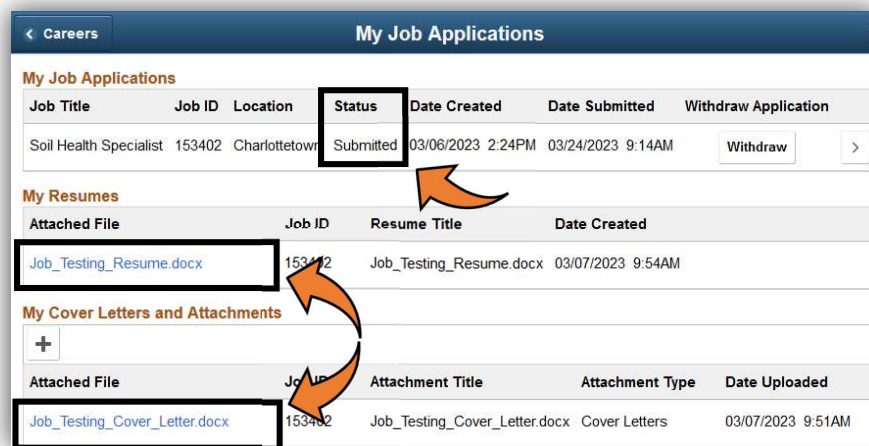 Careers
My Job Applications
My Job Applications
Job Title Job ID Location Status Date Created Date Submitted Withdraw Application
Soil Health Specialist 153402 Charlottetown Submitted 03/06/2023 2:24PM 03/24/2023 9:14AM Withdraw
My Resumes
Attached File Job ID Resume Title Date Created
Job_Testing_Resume.docx 153402 Job_Testing_Resume.docx 03/07/2023 9:54AM
My Cover Letters and Attachments
+
Attached File Job ID Attachment Title Attachment Type Date Uploaded
Job_Testing_Cover_Letter.docx 153402 Job_Testing_Cover_Letter.docx Cover Letters 03/07/2023 9:51AM